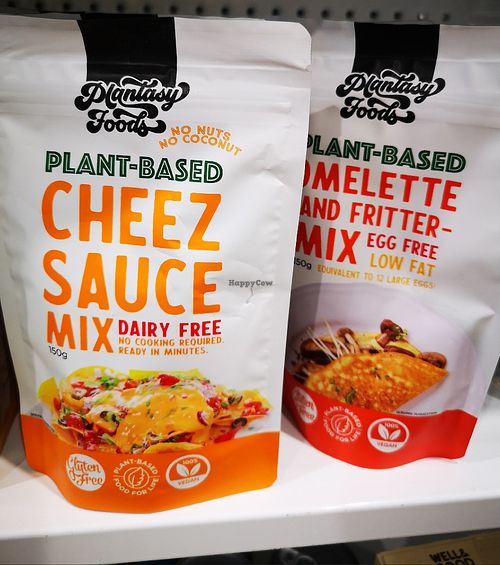 Plantasy
Foods
NO NUTS
NO COCONUT
PLANT-BASED
CHEEZ
SAUCE
MIX
DAIRY FREE
NO COOKING REQUIRED.
READY IN MINUTES.
150g
Gluten
Free
PLANT-BASED
FOOD FOR LIFE
100%
VEGAN
HappyCow
Plantasy
Foods
PLANT-BASED
OMELETTE
AND FRITTER-
MIX
EGG FREE
LOW FAT
150g
EQUIVALENT TO 12 LARGE EGGS
PLANT-BASED
FOOD FOR LIFE
100%
VEGAN
WELL &
GOOD